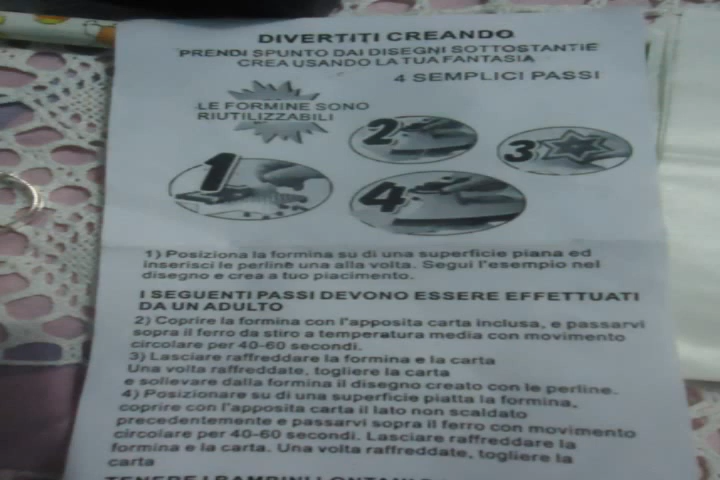 DIVERTITI CREANDO
PRENDI SPUNTO DAI DISEGNI SOTTOSTANTIE
CREA USANDO LA TUA FANTASIA
4 SEMPLICI PASSI
LE FORMINE SONO
RIUTILIZZABILI
1
2
3
4
1) Posiziona la formina su di una superficie piana ed
inserisci le perline una alla volta. Segui l'esempio nel
disegno e crea a tuo piacimento.
I SEGUENTI PASSI DEVONO ESSERE EFFETTUATI
DA UN ADULTO
2) Coprire la formina con l'apposita carta inclusa, e passarvi
sopra il ferro da stiro a temperatura media con movimento
circolare per 40-60 secondi.
3) Lasciare raffreddare la formina e la carta
Una volta raffreddate, togliere la carta
e sollevare dalla formina il disegno creato con le perline.
4) Posizionare su di una superficie piatta la formina,
coprire con l'apposita carta il lato non scaldato
precedentemente e passarvi sopra il ferro con movimento
circolare per 40-60 secondi. Lasciare raffreddare la
formina e la carta. Una volta raffreddate, togliere la
carta
TENERE I BAMBINI LONTANI